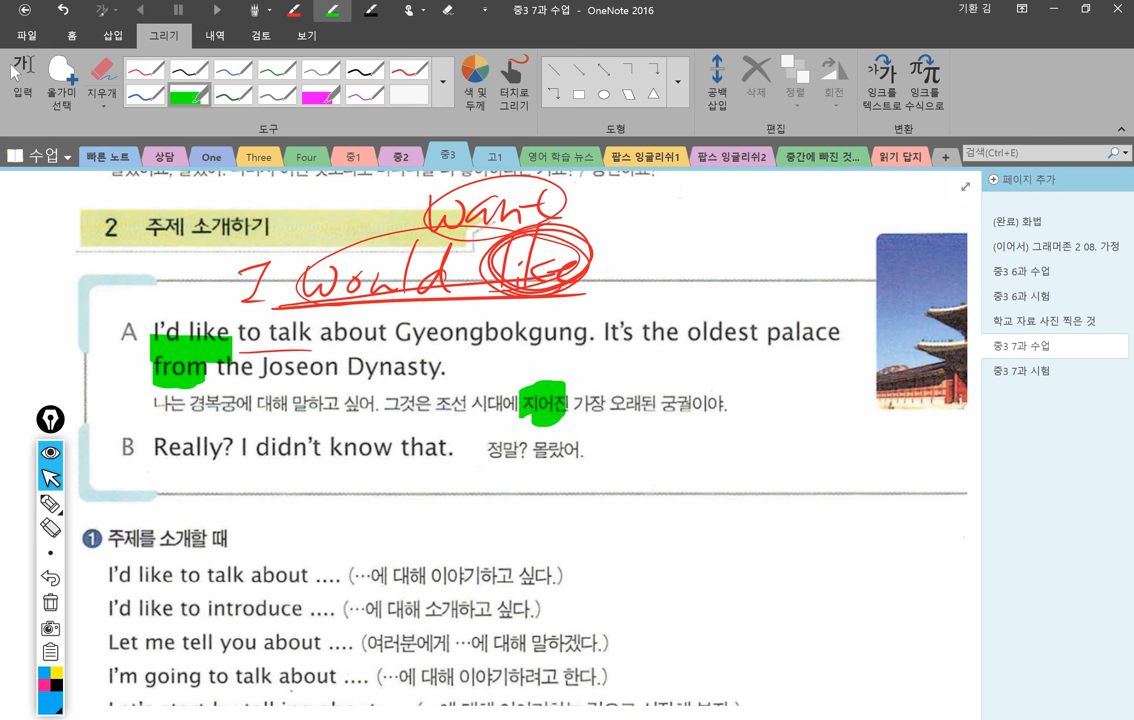 중3 7과 수업 - OneNote 2016
기환 김
파일 홈 삽입 그리기 내역 검토 보기
가 입력
올가미 선택
지우개
색 및 두께
터치로 그리기
공백 삽입
삭제
정렬
회전
가가 잉크를 텍스트로
ππ 잉크를 수식으로
도구 도형 편집 변환
수업 빠른 노트 상담 One Three Four 중1 중2 중3 고1 영어 학습 뉴스 팝스 잉글리쉬1 팝스 잉글리쉬2 중간에 빠진 것... 읽기 답지 + 검색(Ctrl+E)
페이지 추가
(완료) 화법
(이어서) 그래머존 2 08. 가정
중3 6과 수업
중3 6과 시험
학교 자료 사진 찍은 것
중3 7과 수업
중3 7과 시험
want
2 주제 소개하기
I would like
A I'd like to talk about Gyeongbokgung. It's the oldest palace
from the Joseon Dynasty.
나는 경복궁에 대해 말하고 싶어. 그것은 조선 시대에 지어진 가장 오래된 궁궐이야.
B Really? I didn't know that. 정말? 몰랐어.
1 주제를 소개할 때
I'd like to talk about .... (…에 대해 이야기하고 싶다.)
I'd like to introduce .... (…에 대해 소개하고 싶다.)
Let me tell you about .... (여러분에게 …에 대해 말하겠다.)
I'm going to talk about .... (…에 대해 이야기하려고 한다.)